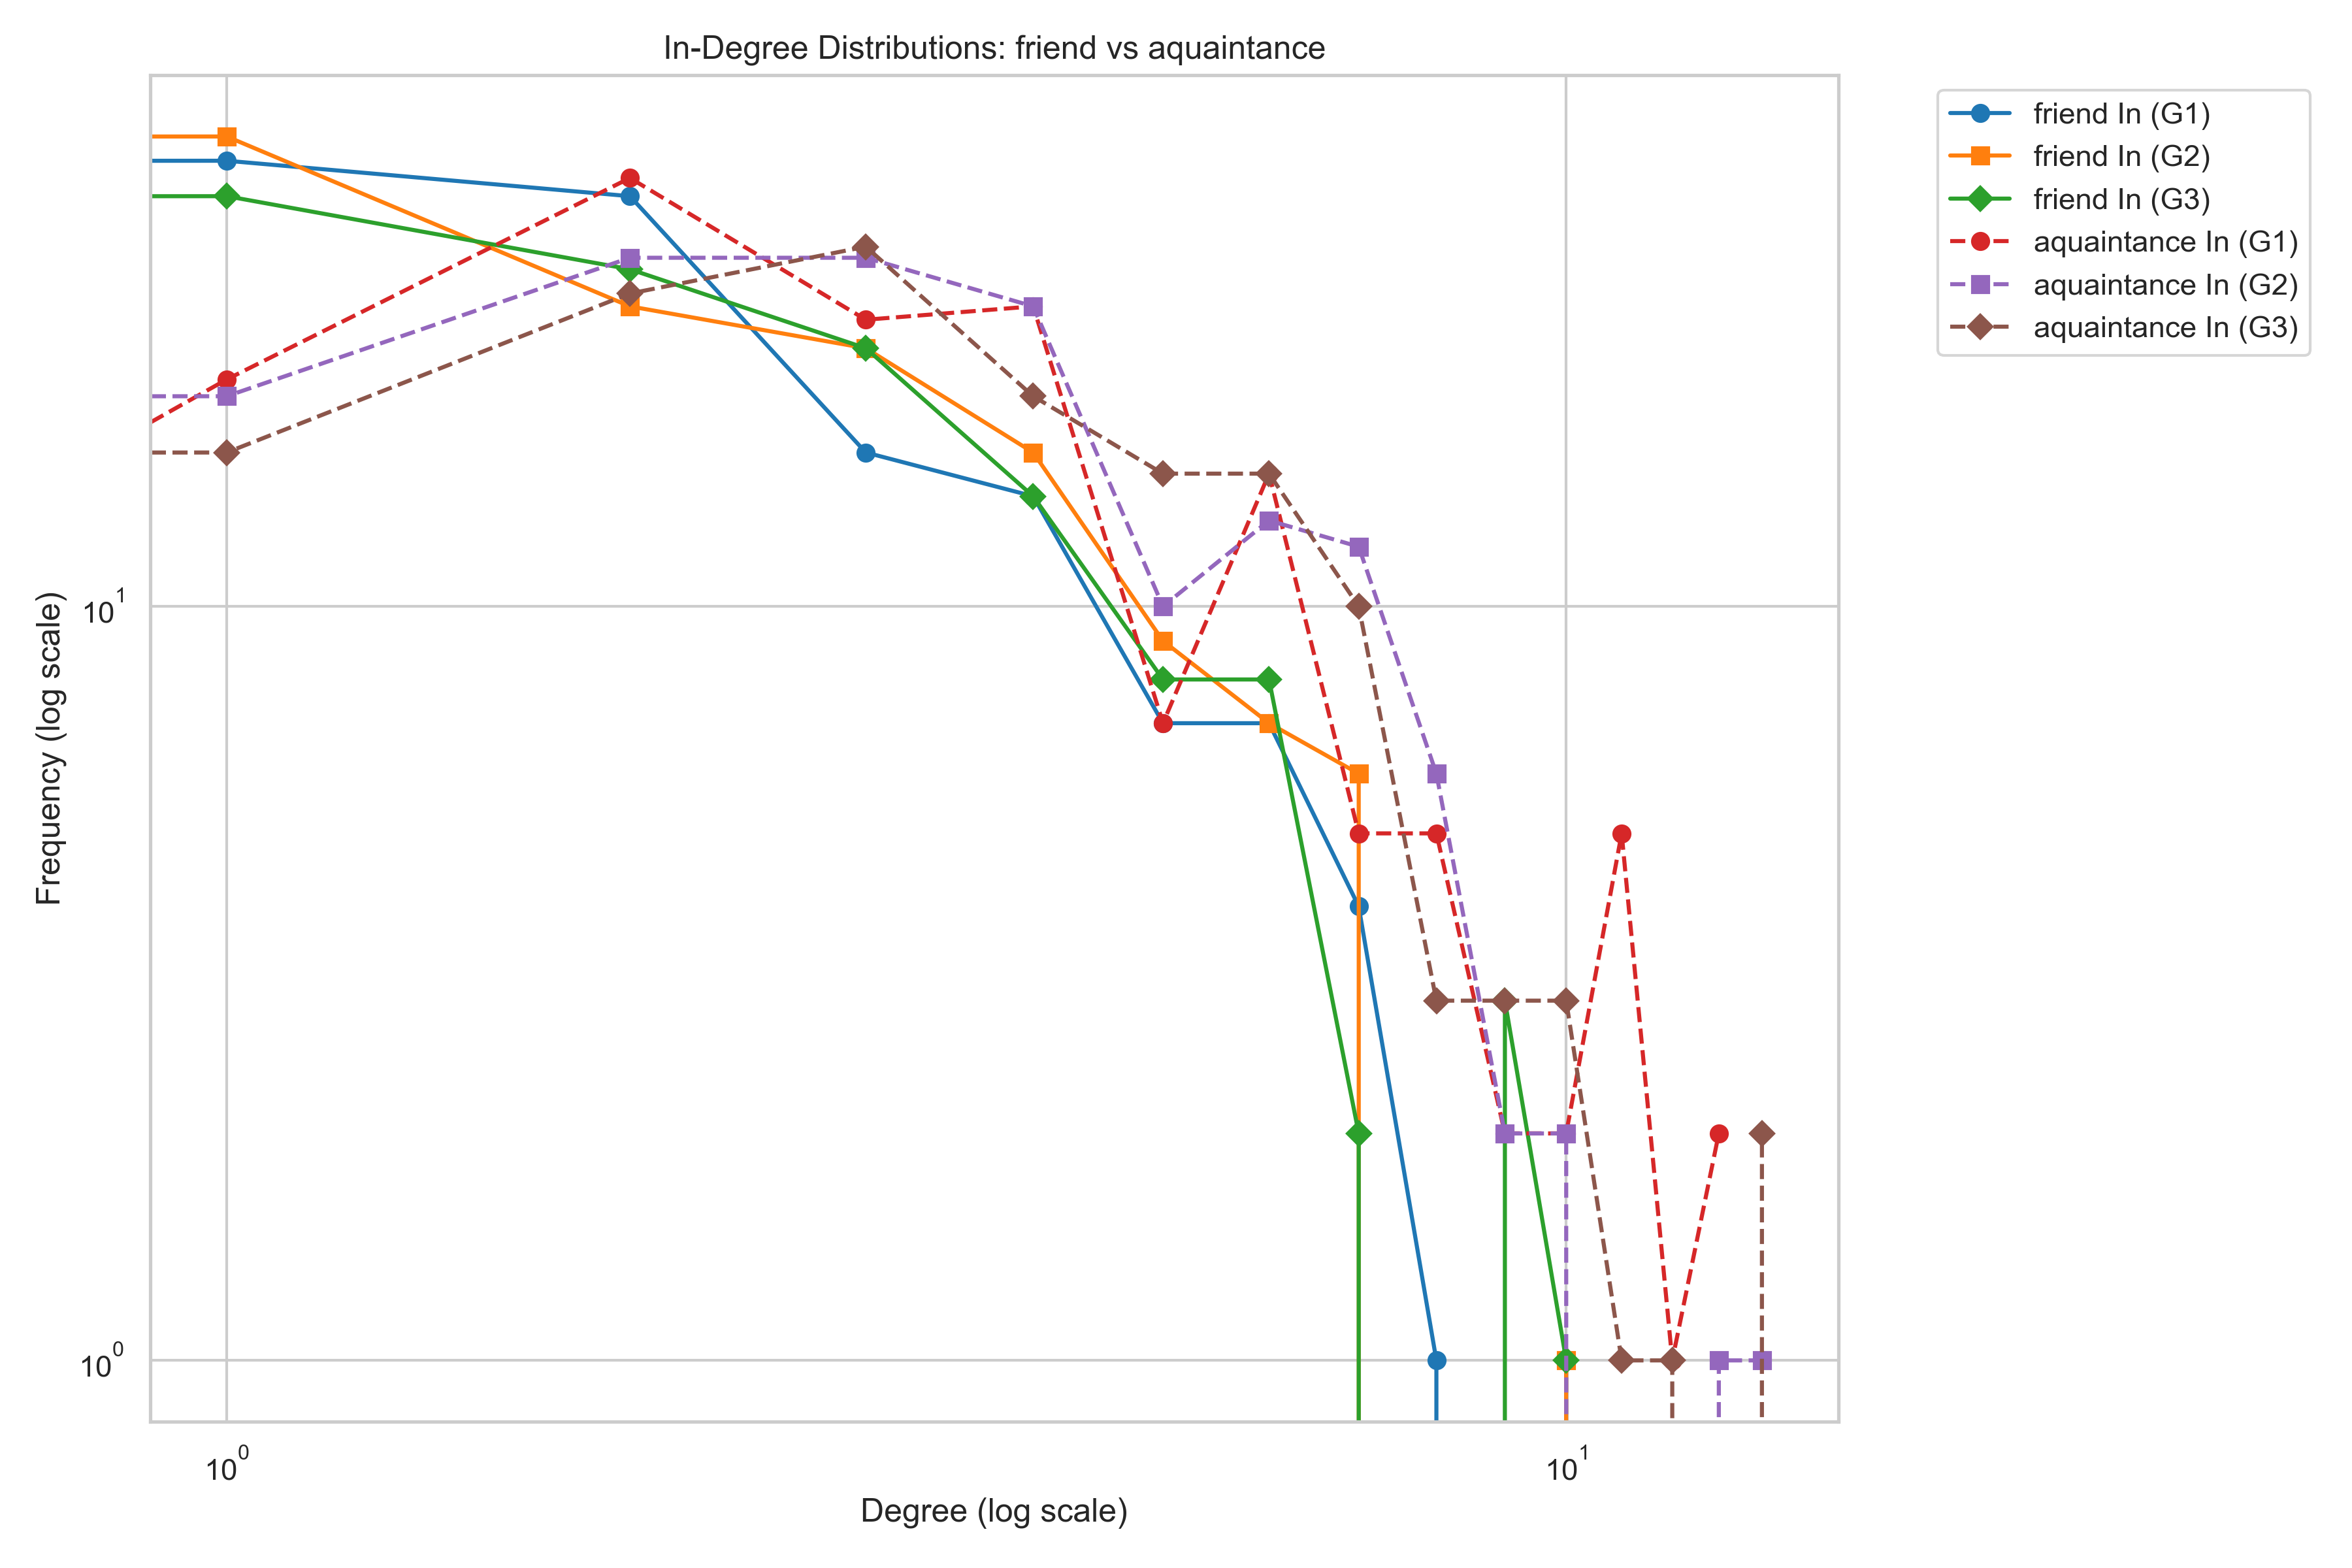 In-Degree Distributions: friend vs aquaintance
friend In (G1)
friend In (G2)
friend In (G3)
aquaintance In (G1)
aquaintance In (G2)
aquaintance In (G3)
Frequency (log scale)
10^1
10^0
10^0
10^1
Degree (log scale)